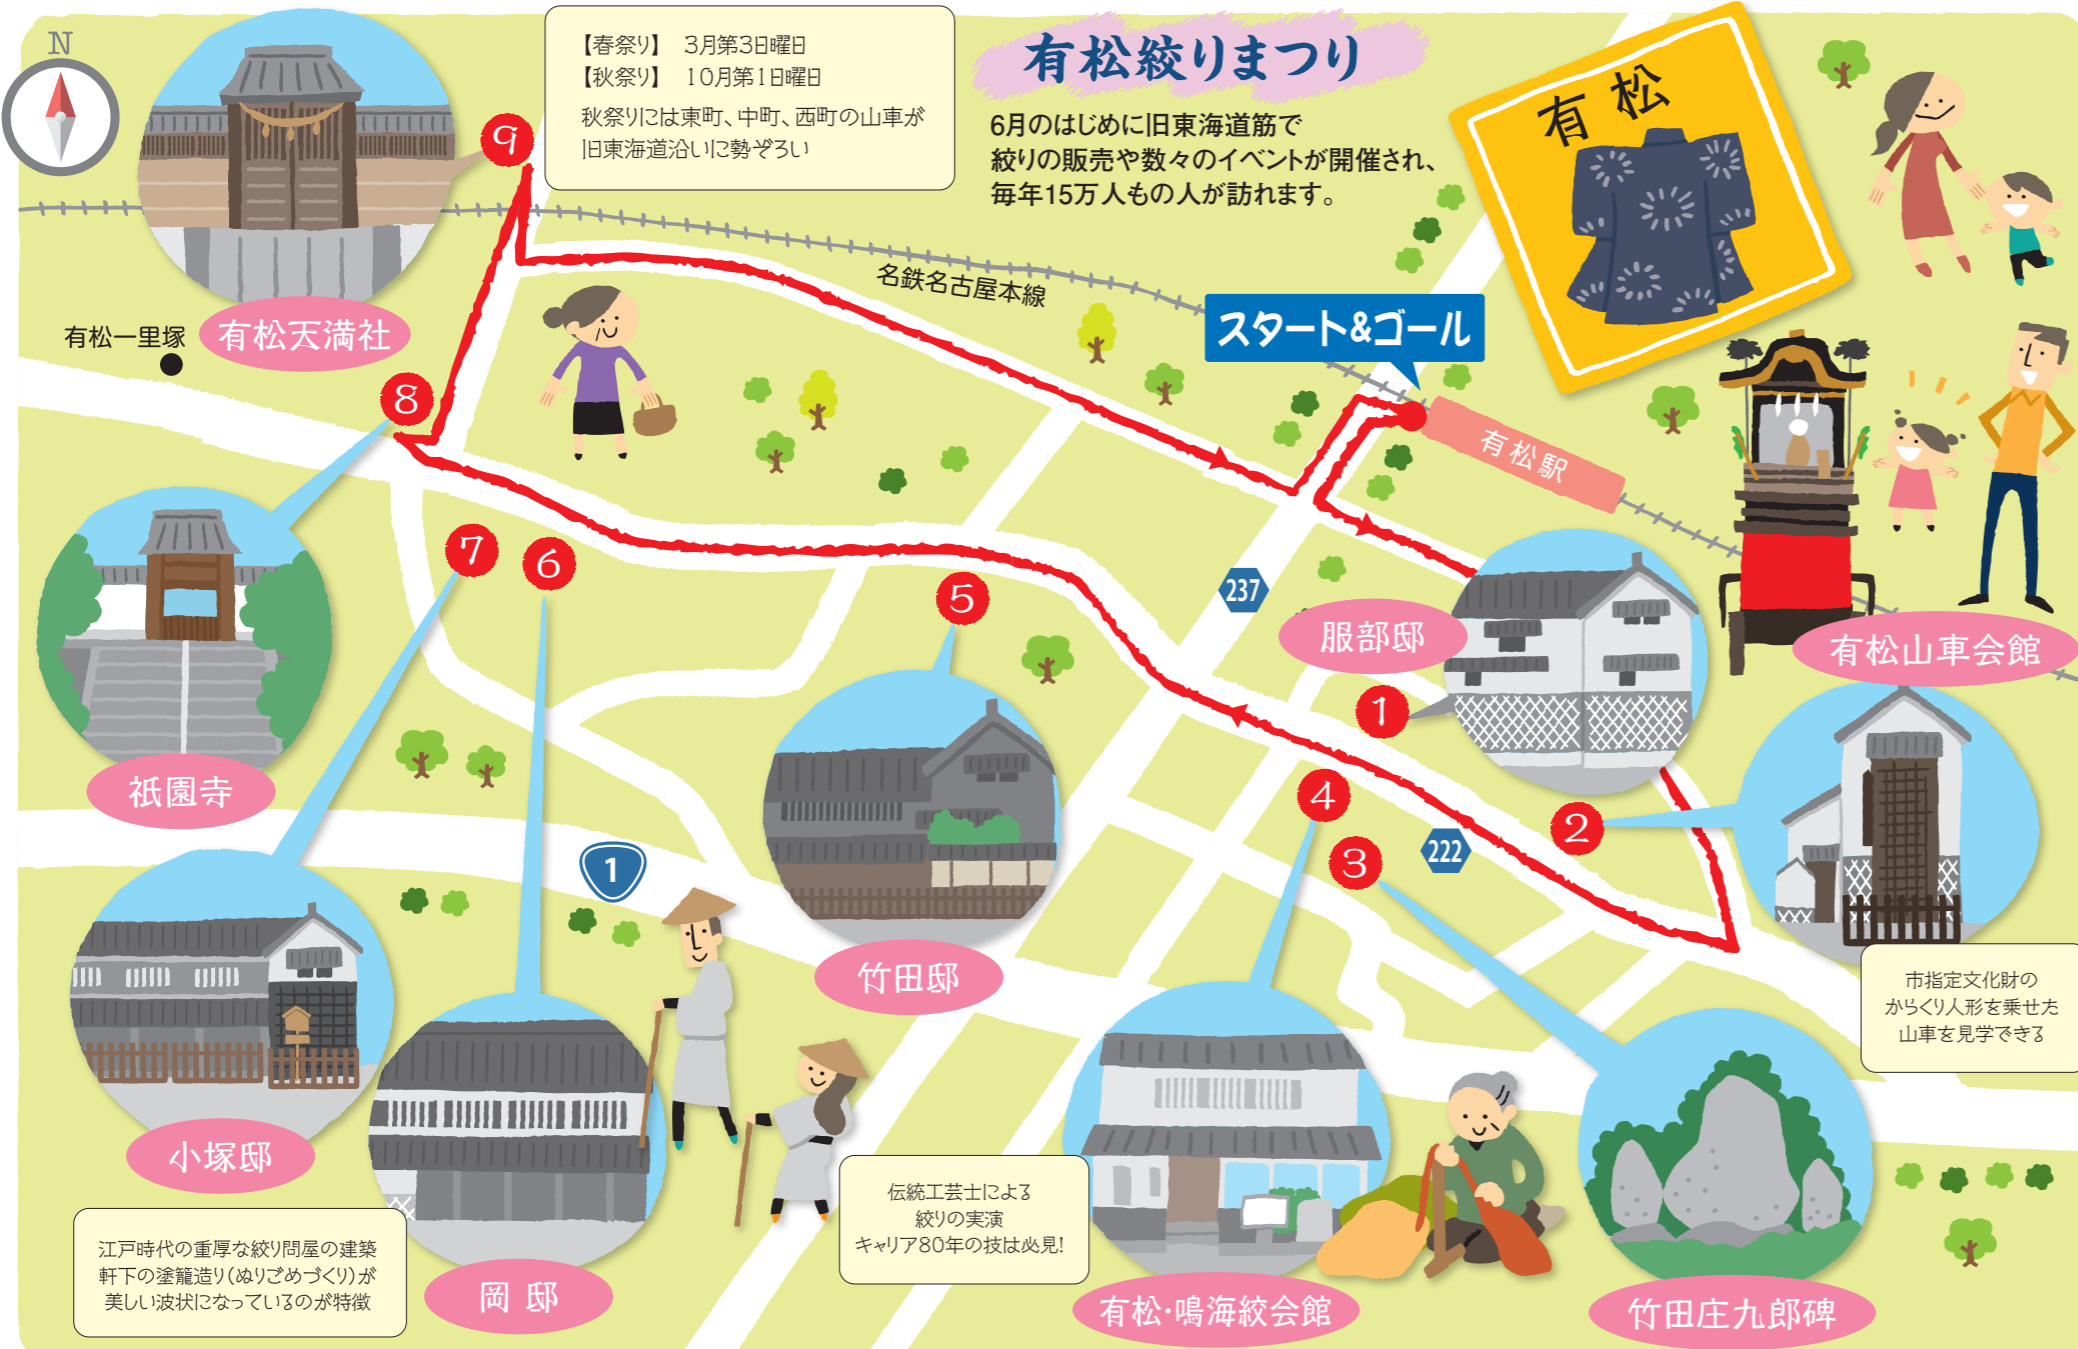 N
【春祭り】 3月第3日曜日
【秋祭り】 10月第1日曜日
秋祭りには東町、中町、西町の山車が
旧東海道沿いに勢ぞろい
有松絞りまつり
6月のはじめに旧東海道筋で
絞りの販売や数々のイベントが開催され、
毎年15万人もの人が訪れます。
有松
9
有松天満社
有松一里塚
名鉄名古屋本線
スタート&ゴール
有松駅
8
祇園寺
7
6
5
237
服部邸
1
有松山車会館
2
4
3
222
1
竹田邸
市指定文化財の
からくり人形を乗せた
山車を見学できる
小塚邸
江戸時代の重厚な絞り問屋の建築
軒下の塗籠造り(ぬりごめづくり)が
美しい波状になっているのが特徴
岡 邸
伝統工芸士による
絞りの実演
キャリア80年の技は必見!
有松・鳴海絞会館
竹田庄九郎碑